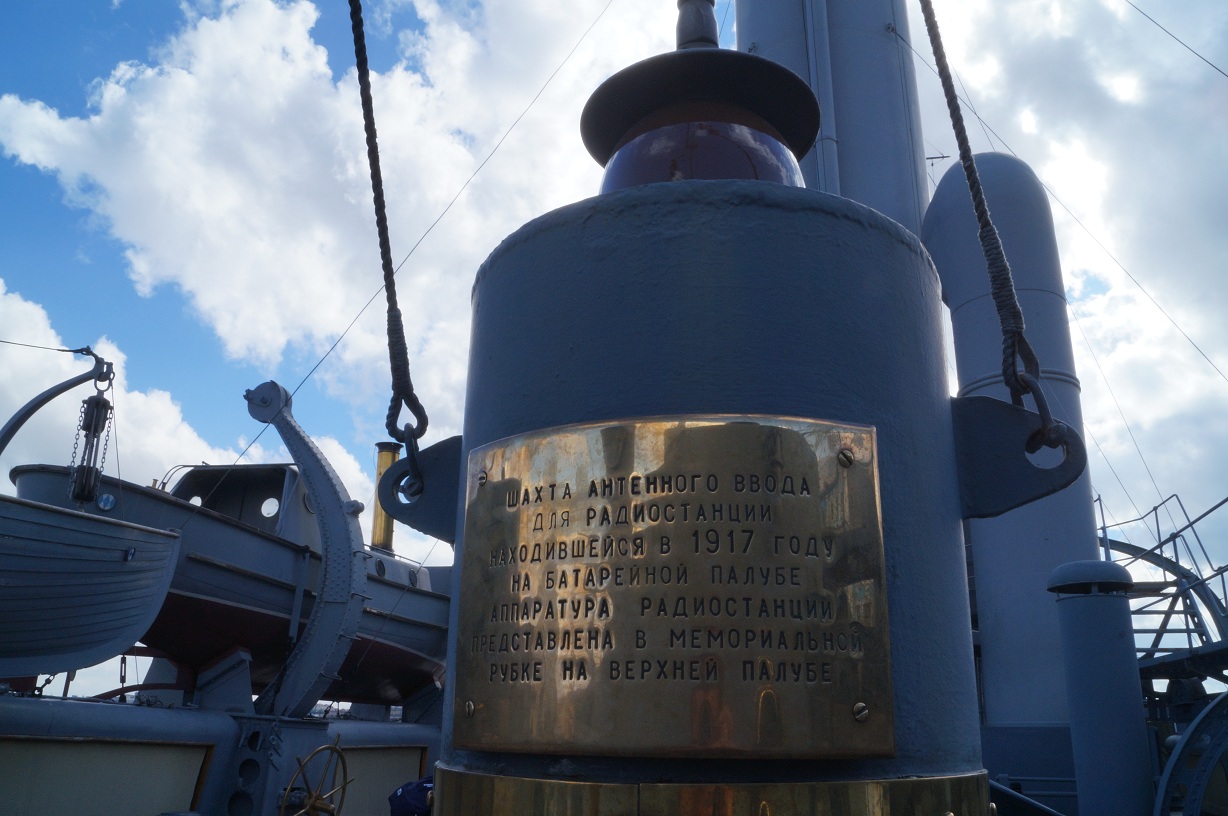 ШАХТА АНТЕННОГО ВВОДА
ДЛЯ РАДИОСТАНЦИИ
НАХОДИВШЕЙСЯ В 1917 ГОДУ
НА БАТАРЕЙНОЙ ПАЛУБЕ
АППАРАТУРА РАДИОСТАНЦИИ
ПРЕДСТАВЛЕНА В МЕМОРИАЛЬНОЙ
РУБКЕ НА ВЕРХНЕЙ ПАЛУБЕ